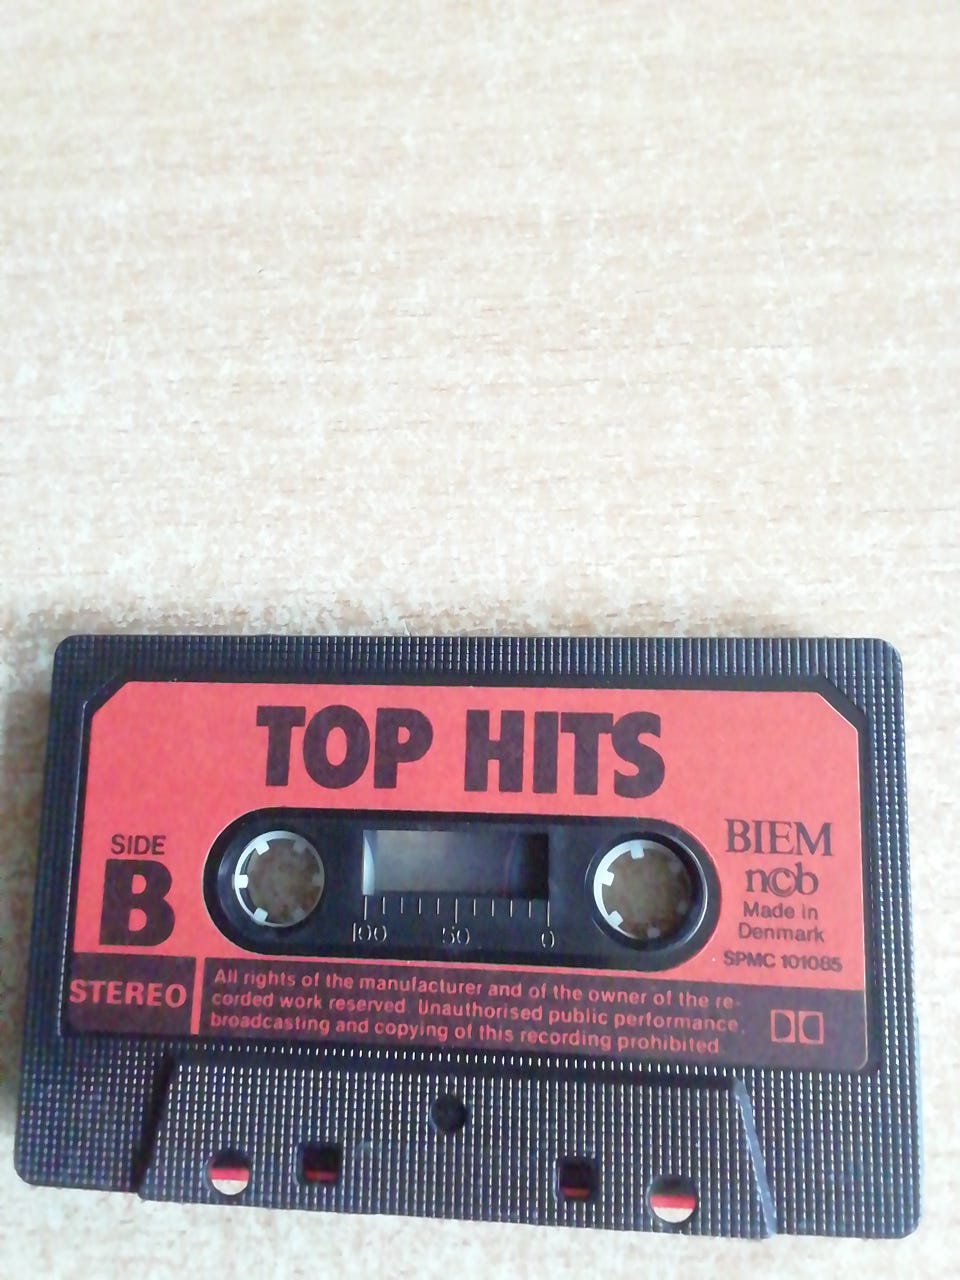 TOP HITS
SIDE
B
STEREO
100 50 0
BIEM
ncb
Made in
Denmark
SPMC 101085
All rights of the manufacturer and of the owner of the re-
corded work reserved. Unauthorised public performance,
broadcasting and copying of this recording prohibited